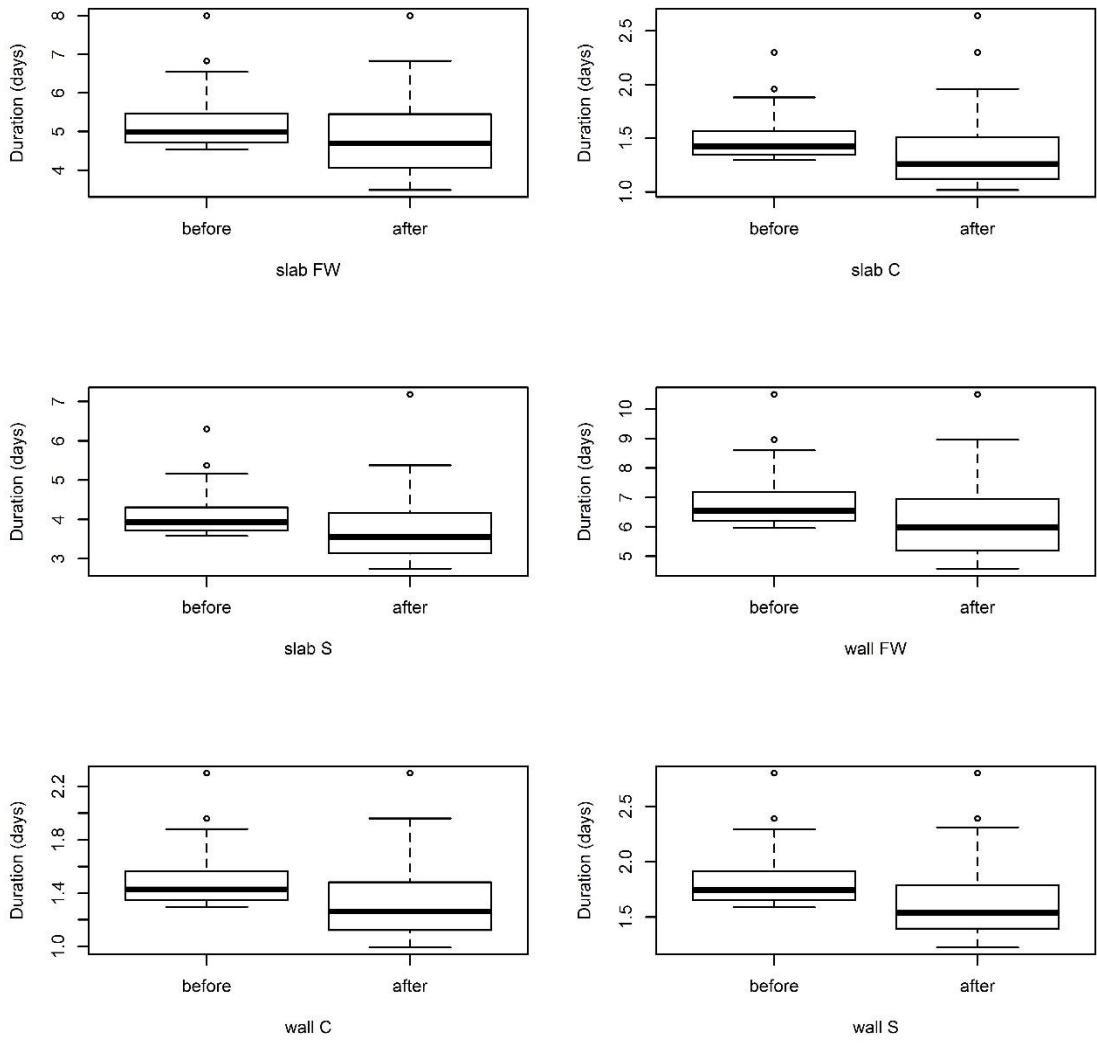 Duration (days)
8
7
6
5
4
before
after
slab FW
Duration (days)
2.5
2.0
1.5
1.0
before
after
slab C
Duration (days)
7
6
5
4
3
before
after
slab S
Duration (days)
10
9
8
7
6
5
before
after
wall FW
Duration (days)
2.2
1.8
1.4
1.0
before
after
wall C
Duration (days)
2.5
2.0
1.5
before
after
wall S